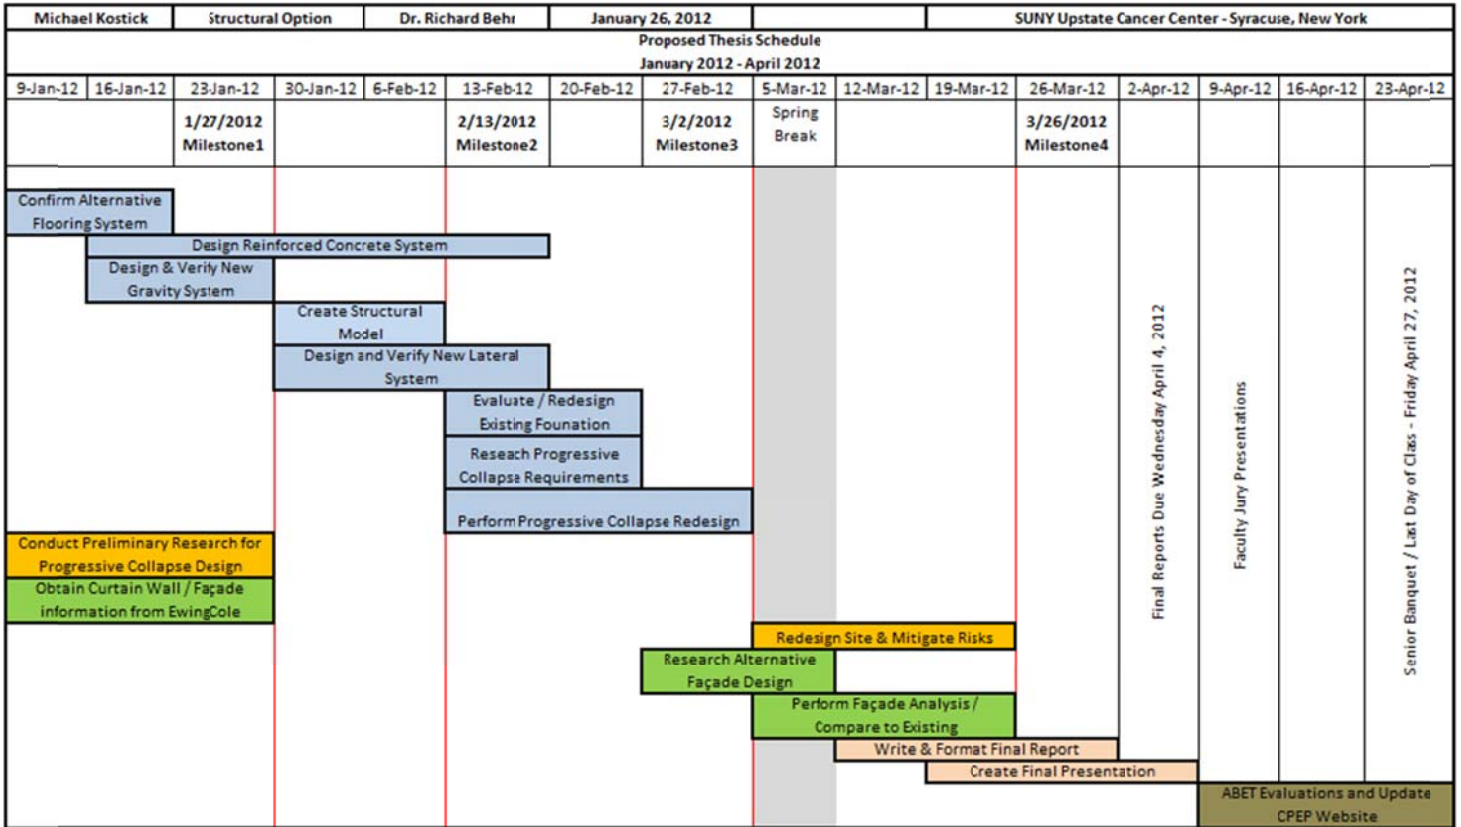 Michael Kostick Structural Option Dr. Richard Behr January 26, 2012 SUNY Upstate Cancer Center - Syracuse, New York
Proposed Thesis Schedule
January 2012 - April 2012
9-Jan-12 16-Jan-12 23-Jan-12 30-Jan-12 6-Feb-12 13-Feb-12 20-Feb-12 27-Feb-12 5-Mar-12 12-Mar-12 19-Mar-12 26-Mar-12 2-Apr-12 9-Apr-12 16-Apr-12 23-Apr-12
1/27/2012
Milestone1
2/13/2012
Milestone2
3/2/2012
Milestone3
Spring
Break
3/26/2012
Milestone4
Confirm Alternative
Flooring System
Design Reinforced Concrete System
Design & Verify New
Gravity System
Create Structural
Model
Design and Verify New Lateral
System
Evaluate / Redesign
Existing Founation
Reseach Progressive
Collapse Requirements
Perform Progressive Collapse Redesign
Conduct Preliminary Research for
Progressive Collapse Design
Obtain Curtain Wall / Façade
information from EwingCole
Redesign Site & Mitigate Risks
Research Alternative
Façade Design
Perform Façade Analysis /
Compare to Existing
Write & Format Final Report
Create Final Presentation
ABET Evaluations and Update
CPEP Website
Final Reports Due Wednesday April 4, 2012
Faculty Jury Presentations
Senior Banquet / Last Day of Class - Friday April 27, 2012